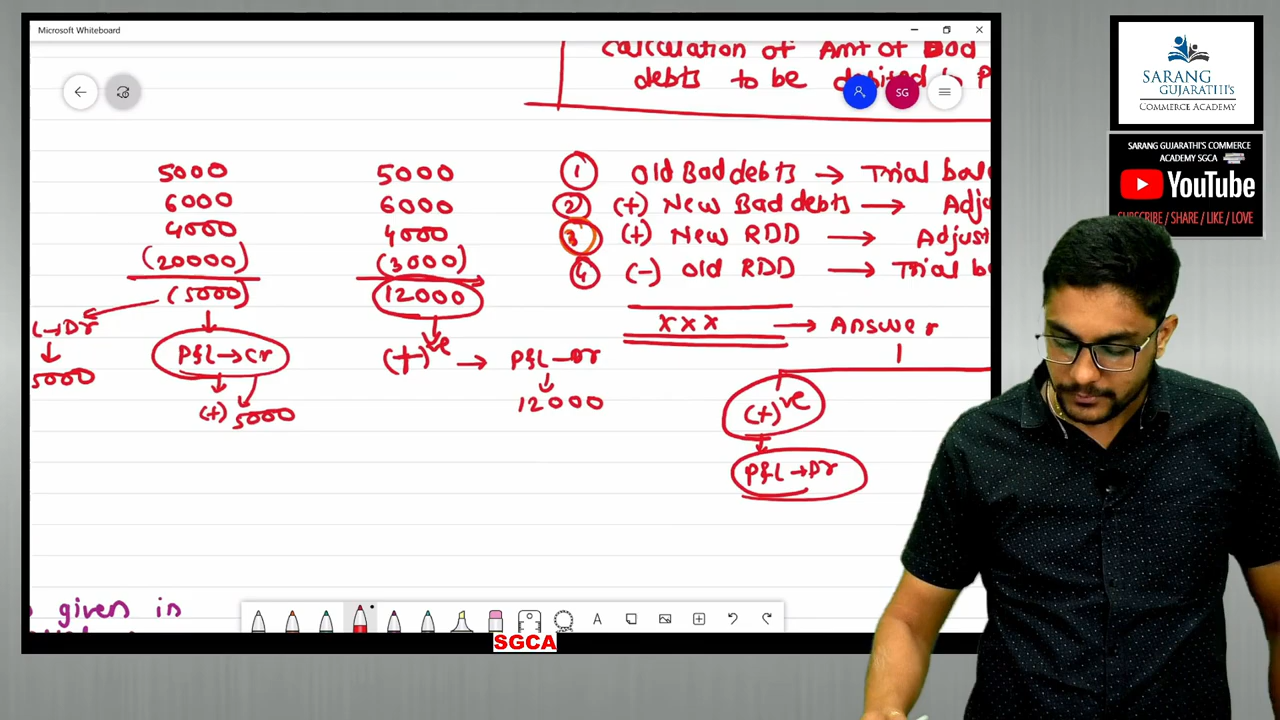 Microsoft Whiteboard
calculation of Amt of Bad
debts to be debited to P
5000
6000
4000
(20000)
(5000)
L→Dr
5000
P&L→Cr
(+) 5000
5000
6000
4000
(3000)
12000
(+)ve → P&L → Dr
12000
1 Old Bad debts → Trial bala
2 (+) New Bad debts → Adju
3 (+) New RDD → Adjust
4 (-) Old RDD → Trial b
xxx → Answer
(+)ve
P&L →Dr
given in
SG
A
SGCA
SARANG
GUJARATHI'S
COMMERCE ACADEMY
SARANG GUJARATHI'S COMMERCE
ACADEMY SGCA
YouTube
SUBSCRIBE / SHARE / LIKE / LOVE